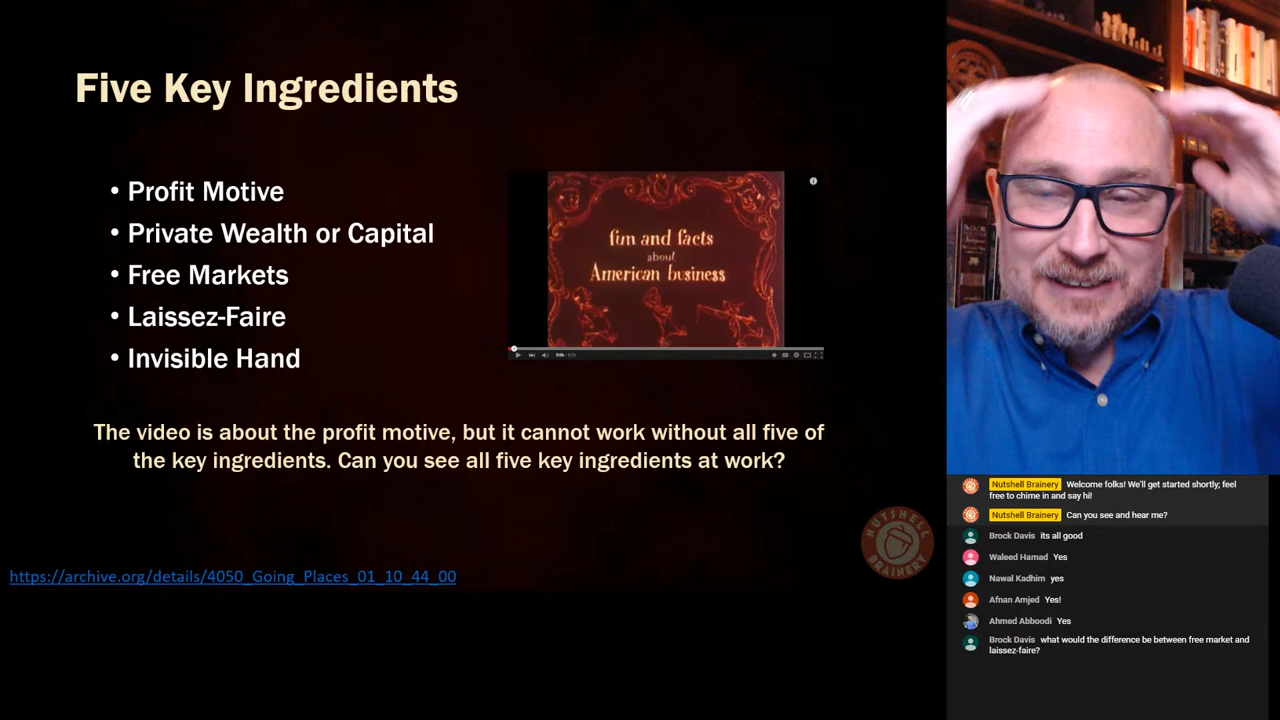 Five Key Ingredients
• Profit Motive
• Private Wealth or Capital
• Free Markets
• Laissez-Faire
• Invisible Hand
fun and facts
about
American business
The video is about the profit motive, but it cannot work without all five of
the key ingredients. Can you see all five key ingredients at work?
NUTSHELL
BRAINERY
https://archive.org/details/4050_Going_Places_01_10_44_00
Nutshell Brainery Welcome folks! We'll get started shortly; feel
free to chime in and say hi!
Nutshell Brainery Can you see and hear me?
Brock Davis its all good
Waleed Hamad Yes
Nawal Kadhim yes
Afnan Amjed Yes!
Ahmed Abboodi Yes
Brock Davis what would the difference be between free market and
laissez-faire?